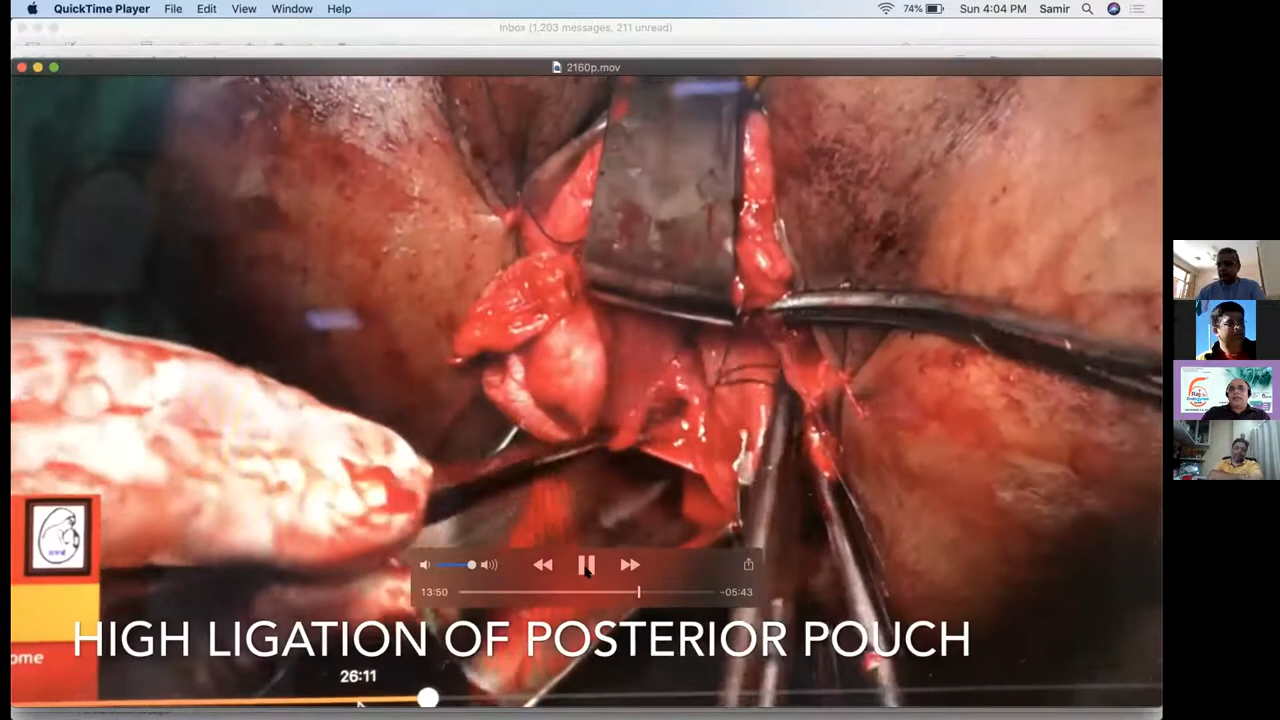 QuickTime Player File Edit View Window Help 74% Sun 4:04 PM Samir
Inbox (1,203 messages, 211 unread)
2160p.mov
13:50 -05:43
HIGH LIGATION OF POSTERIOR POUCH
ome
26:11